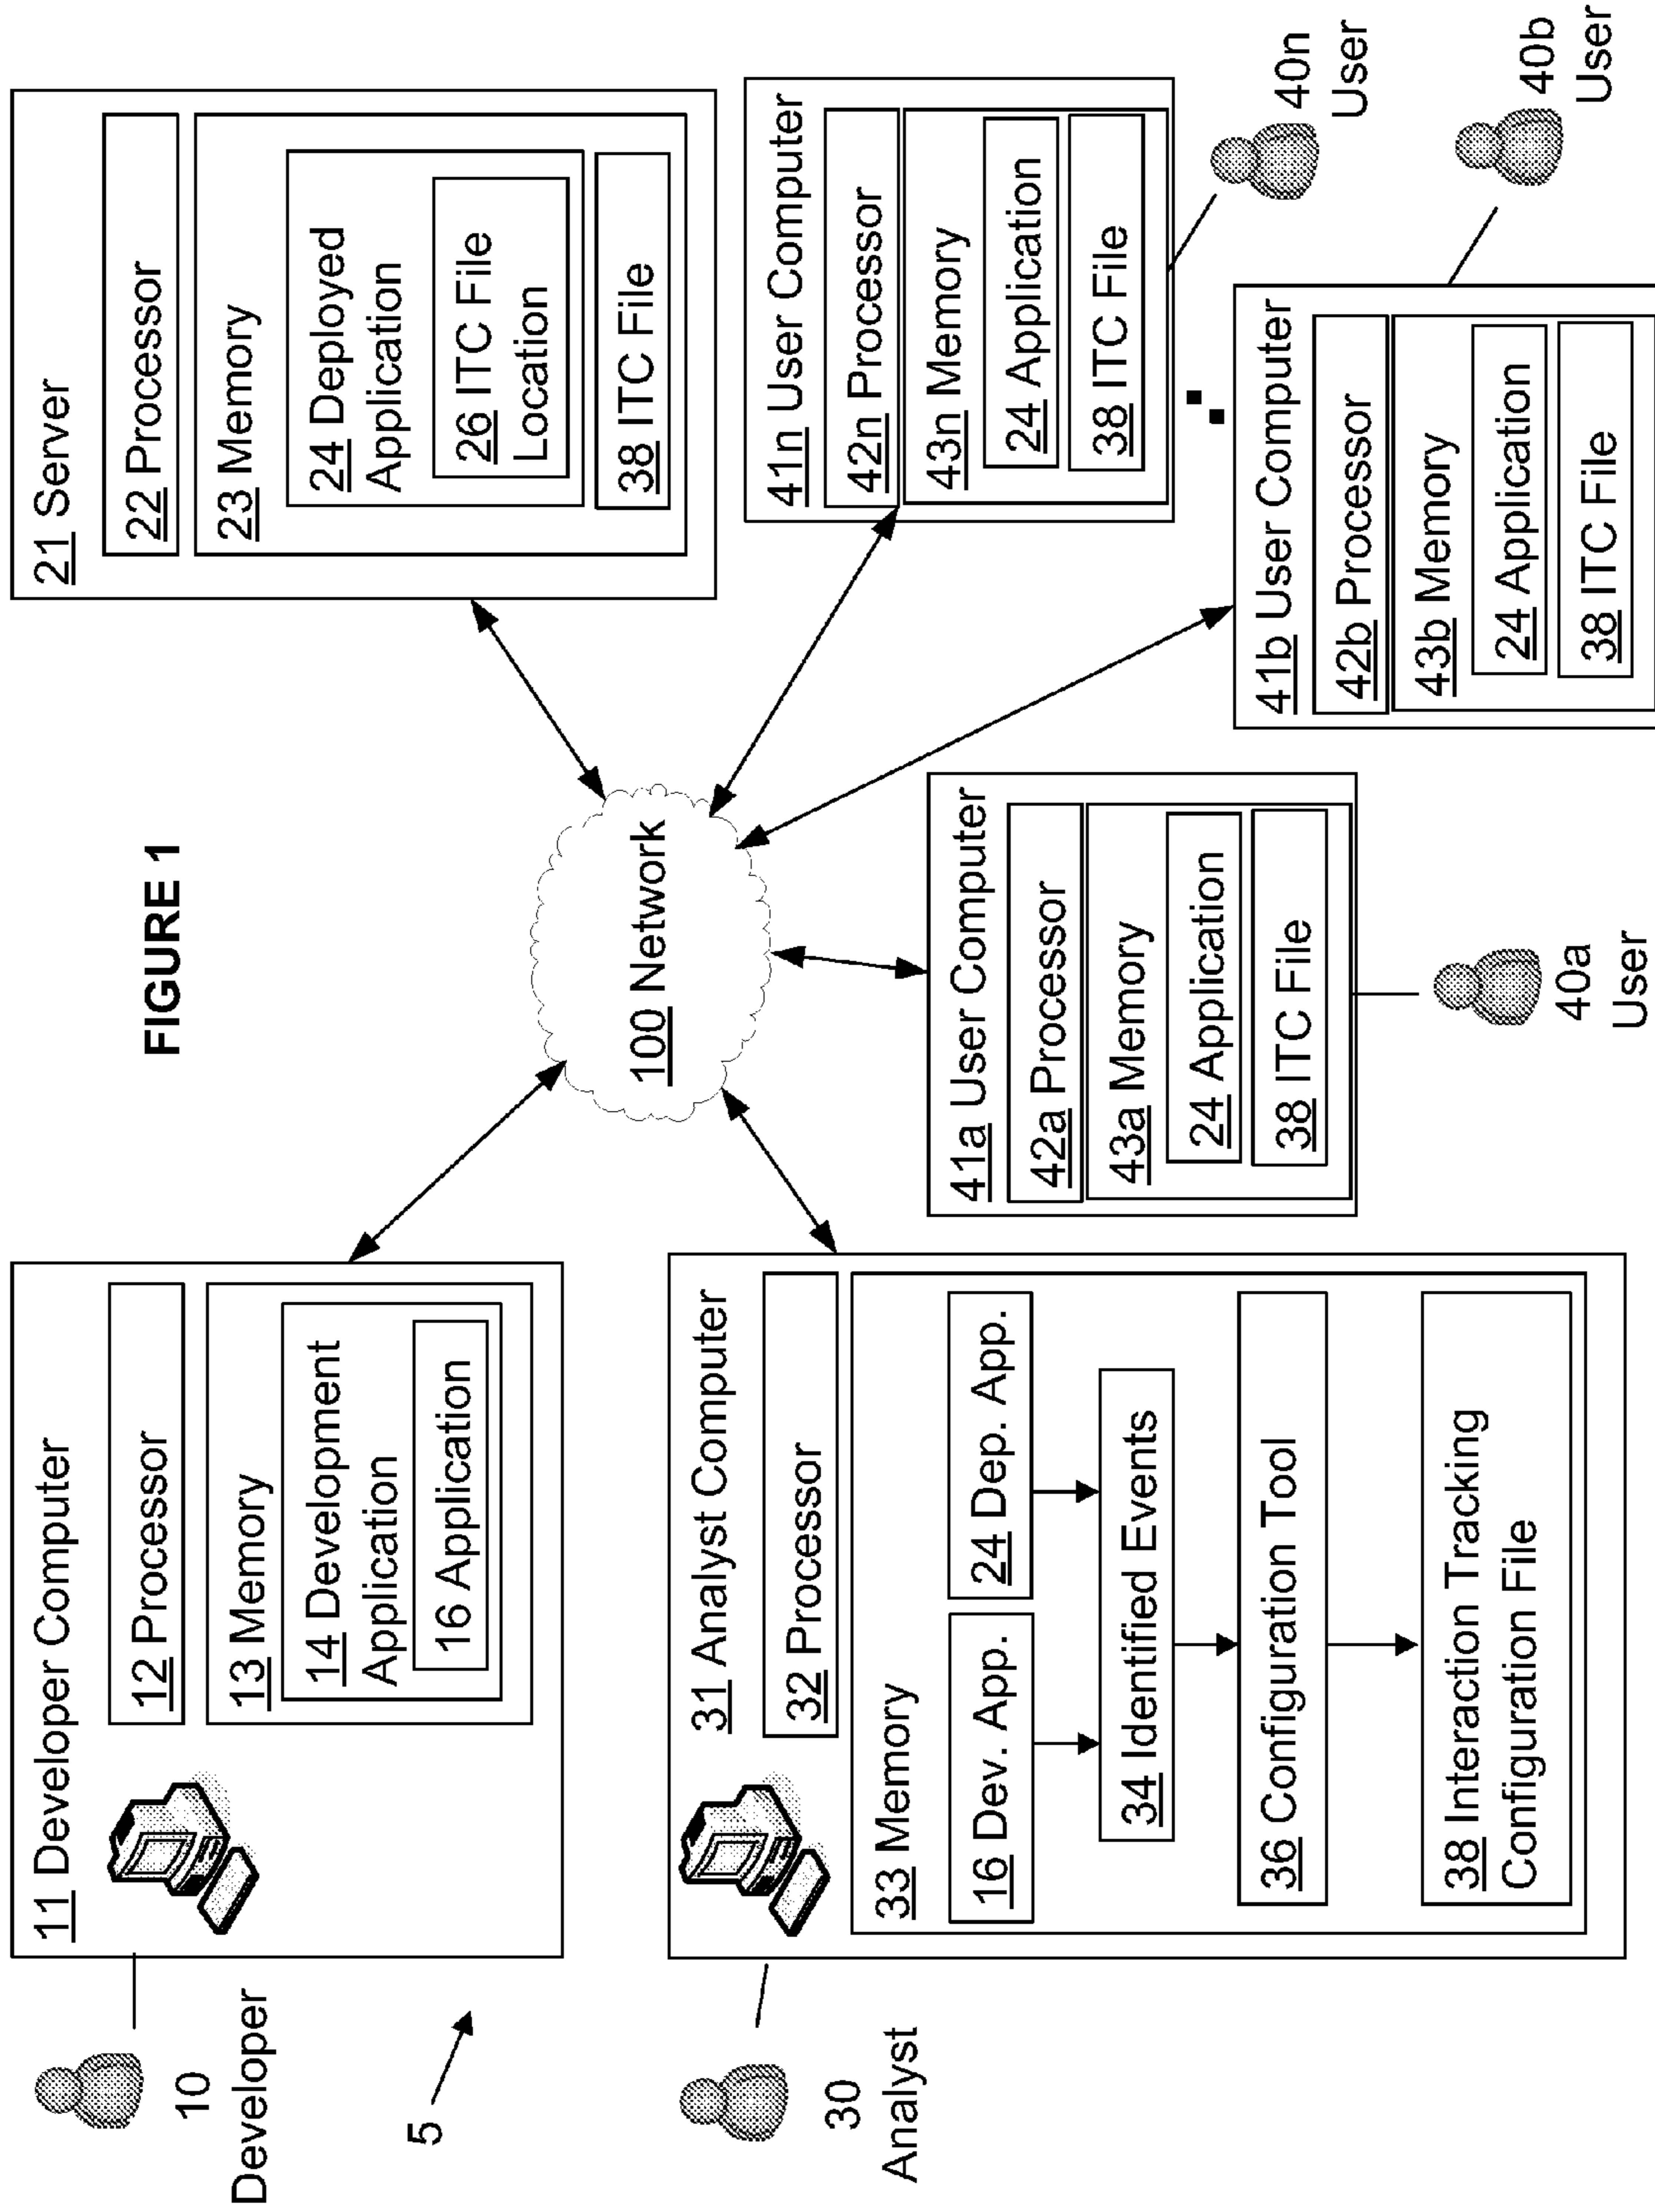 FIGURE 1
10
Developer
5
11 Developer Computer
12 Processor
13 Memory
14 Development
Application
16 Application
100 Network
21 Server
22 Processor
23 Memory
24 Deployed
Application
26 ITC File
Location
38 ITC File
30
Analyst
31 Analyst Computer
32 Processor
33 Memory
16 Dev. App.
24 Dep. App.
34 Identified Events
36 Configuration Tool
38 Interaction Tracking
Configuration File
41a User Computer
42a Processor
43a Memory
24 Application
38 ITC File
40a
User
41b User Computer
42b Processor
43b Memory
24 Application
38 ITC File
40b
User
41n User Computer
42n Processor
43n Memory
24 Application
38 ITC File
40n
User